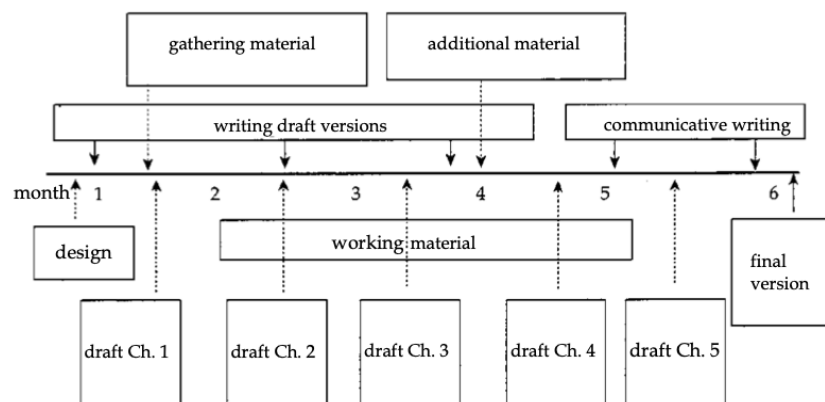 gathering material
additional material
writing draft versions
communicative writing
month 1 2 3 4 5 6
design
working material
final
version
draft Ch. 1
draft Ch. 2
draft Ch. 3
draft Ch. 4
draft Ch. 5